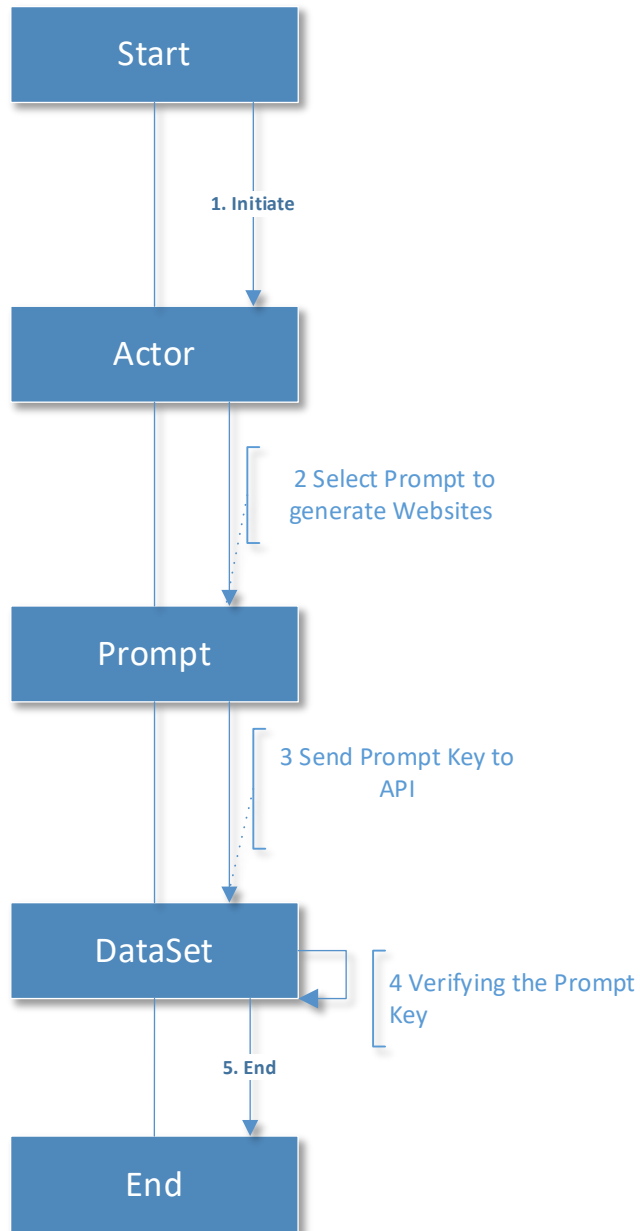 Start
1. Initiate
Actor
2 Select Prompt to
generate Websites
Prompt
3 Send Prompt Key to
API
DataSet
4 Verifying the Prompt
Key
5. End
End